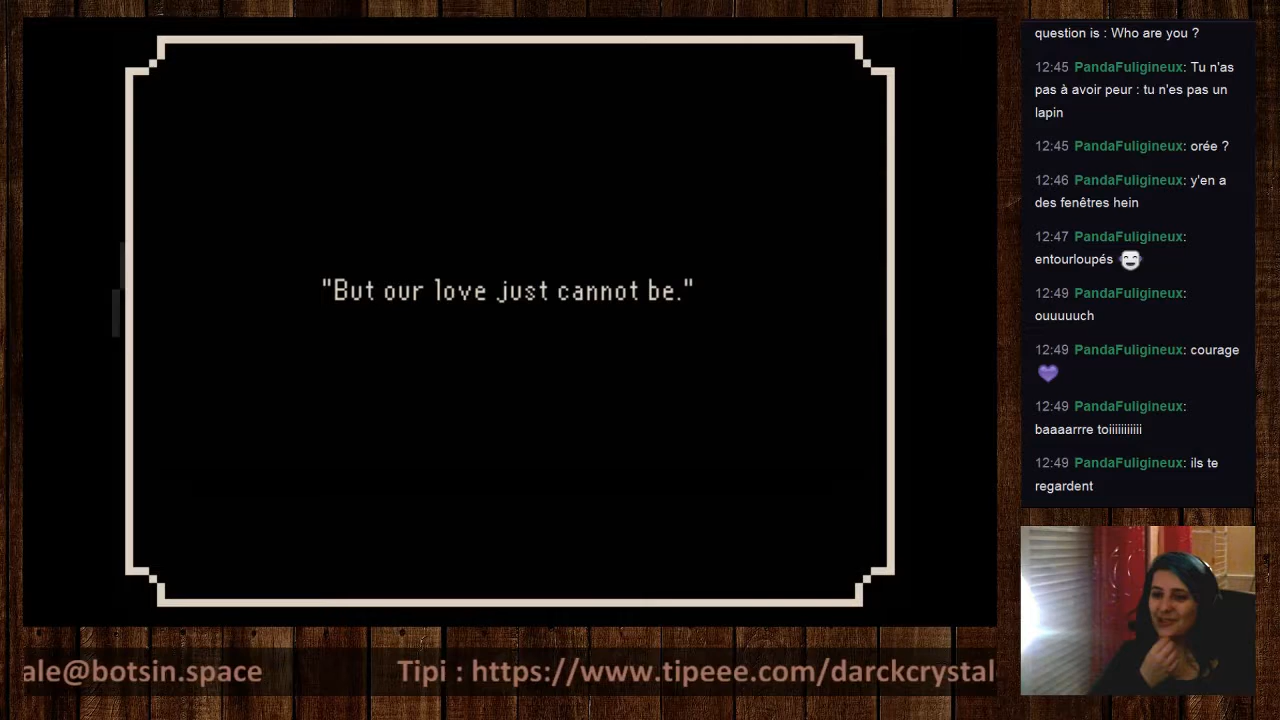 "But our love just cannot be."
question is : Who are you ?
12:45 PandaFuligineux: Tu n'as
pas à avoir peur : tu n'es pas un
lapin
12:45 PandaFuligineux: orée ?
12:46 PandaFuligineux: y'en a
des fenêtres hein
12:47 PandaFuligineux:
entourloupés
12:49 PandaFuligineux:
ouuuuuch
12:49 PandaFuligineux: courage
12:49 PandaFuligineux:
baaaarrre toiiiiiiiiiii
12:49 PandaFuligineux: ils te
regardent
ale@botsin.space Tipi : https://www.tipeee.com/darckcrystal